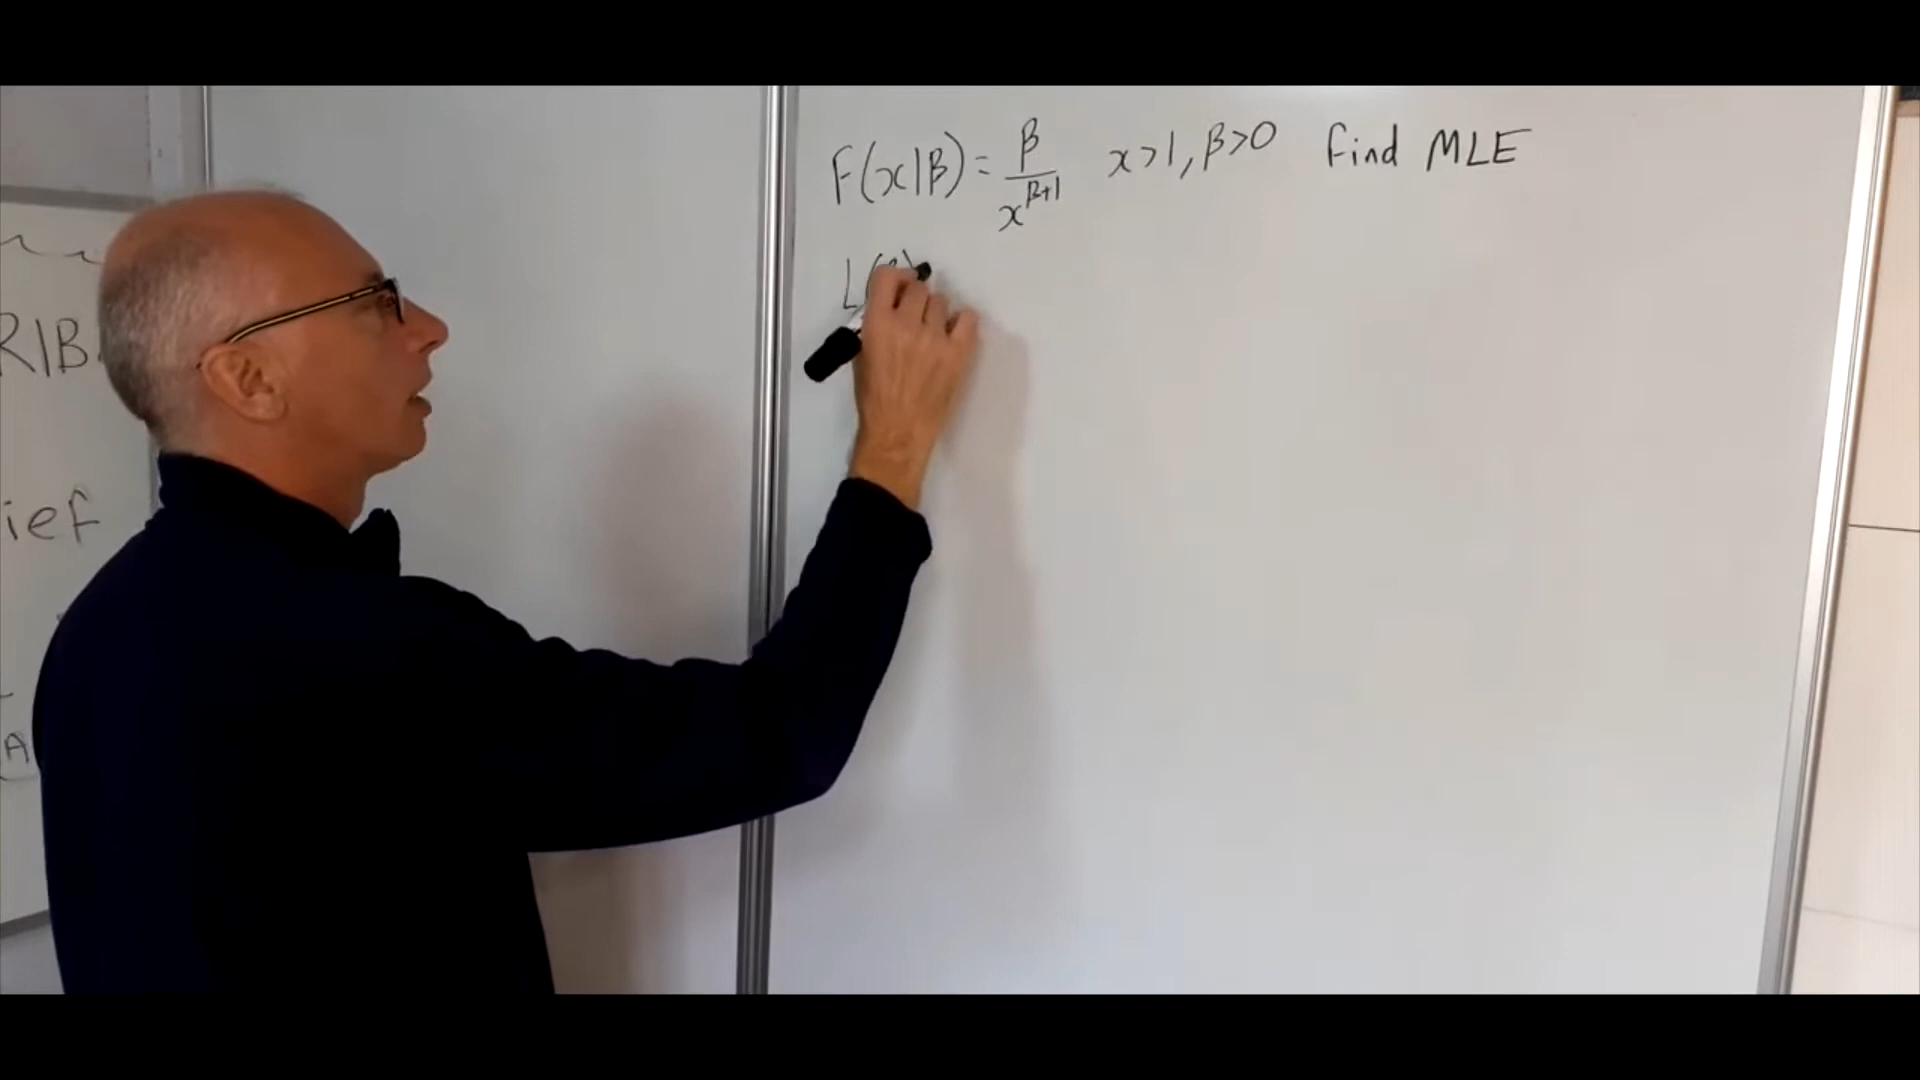 F(x|β) = β/x^(β+1) x>1, β>0 Find MLE
L(β)
R|B
ief
A